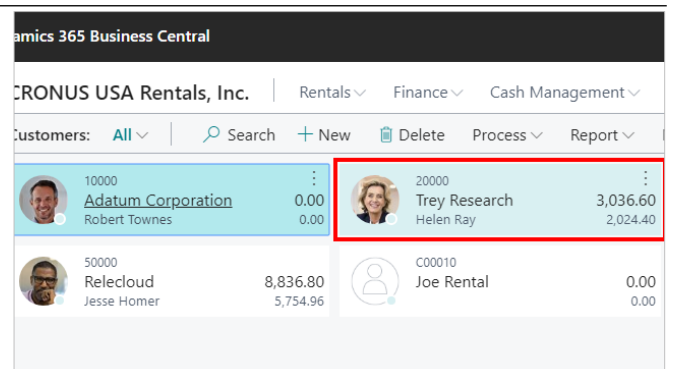 amics 365 Business Central
CRONUS USA Rentals, Inc. Rentals Finance Cash Management
Customers: All Search New Delete Process Report
10000
Adatum Corporation 0.00
Robert Townes 0.00
20000
Trey Research 3,036.60
Helen Ray 2,024.40
50000
Relecloud 8,836.80
Jesse Homer 5,754.96
C00010
Joe Rental 0.00
0.00